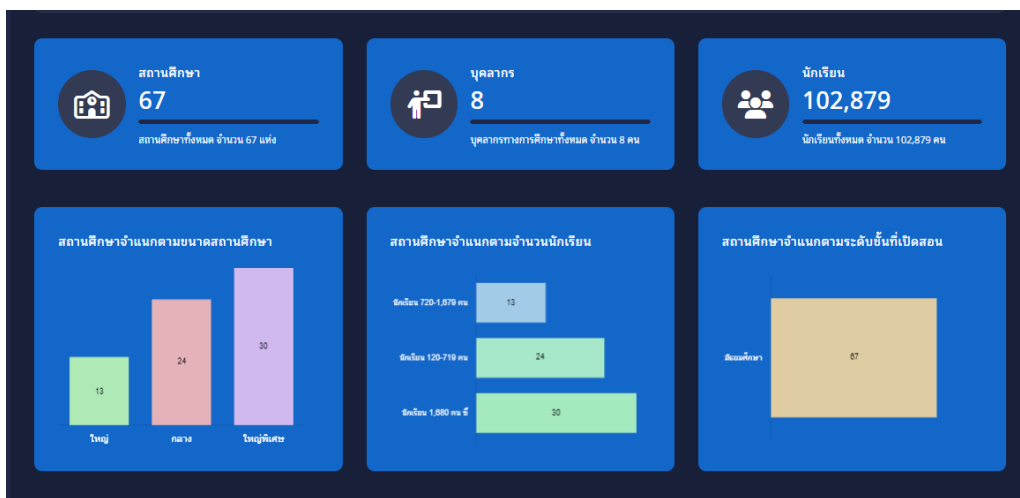 สถานศึกษา
67
สถานศึกษาทั้งหมด จำนวน 67 แห่ง
บุคลากร
8
บุคลากรทางการศึกษาทั้งหมด จำนวน 8 คน
นักเรียน
102,879
นักเรียนทั้งหมด จำนวน 102,879 คน
สถานศึกษาจำแนกตามขนาดสถานศึกษา
30
24
13
ใหญ่
กลาง
ใหญ่พิเศษ
สถานศึกษาจำแนกตามจำนวนนักเรียน
นักเรียน 720-1,679 คน
13
นักเรียน 120-719 คน
24
นักเรียน 1,680 คน ขึ้
30
สถานศึกษาจำแนกตามระดับชั้นที่เปิดสอน
มัธยมศึกษา
67